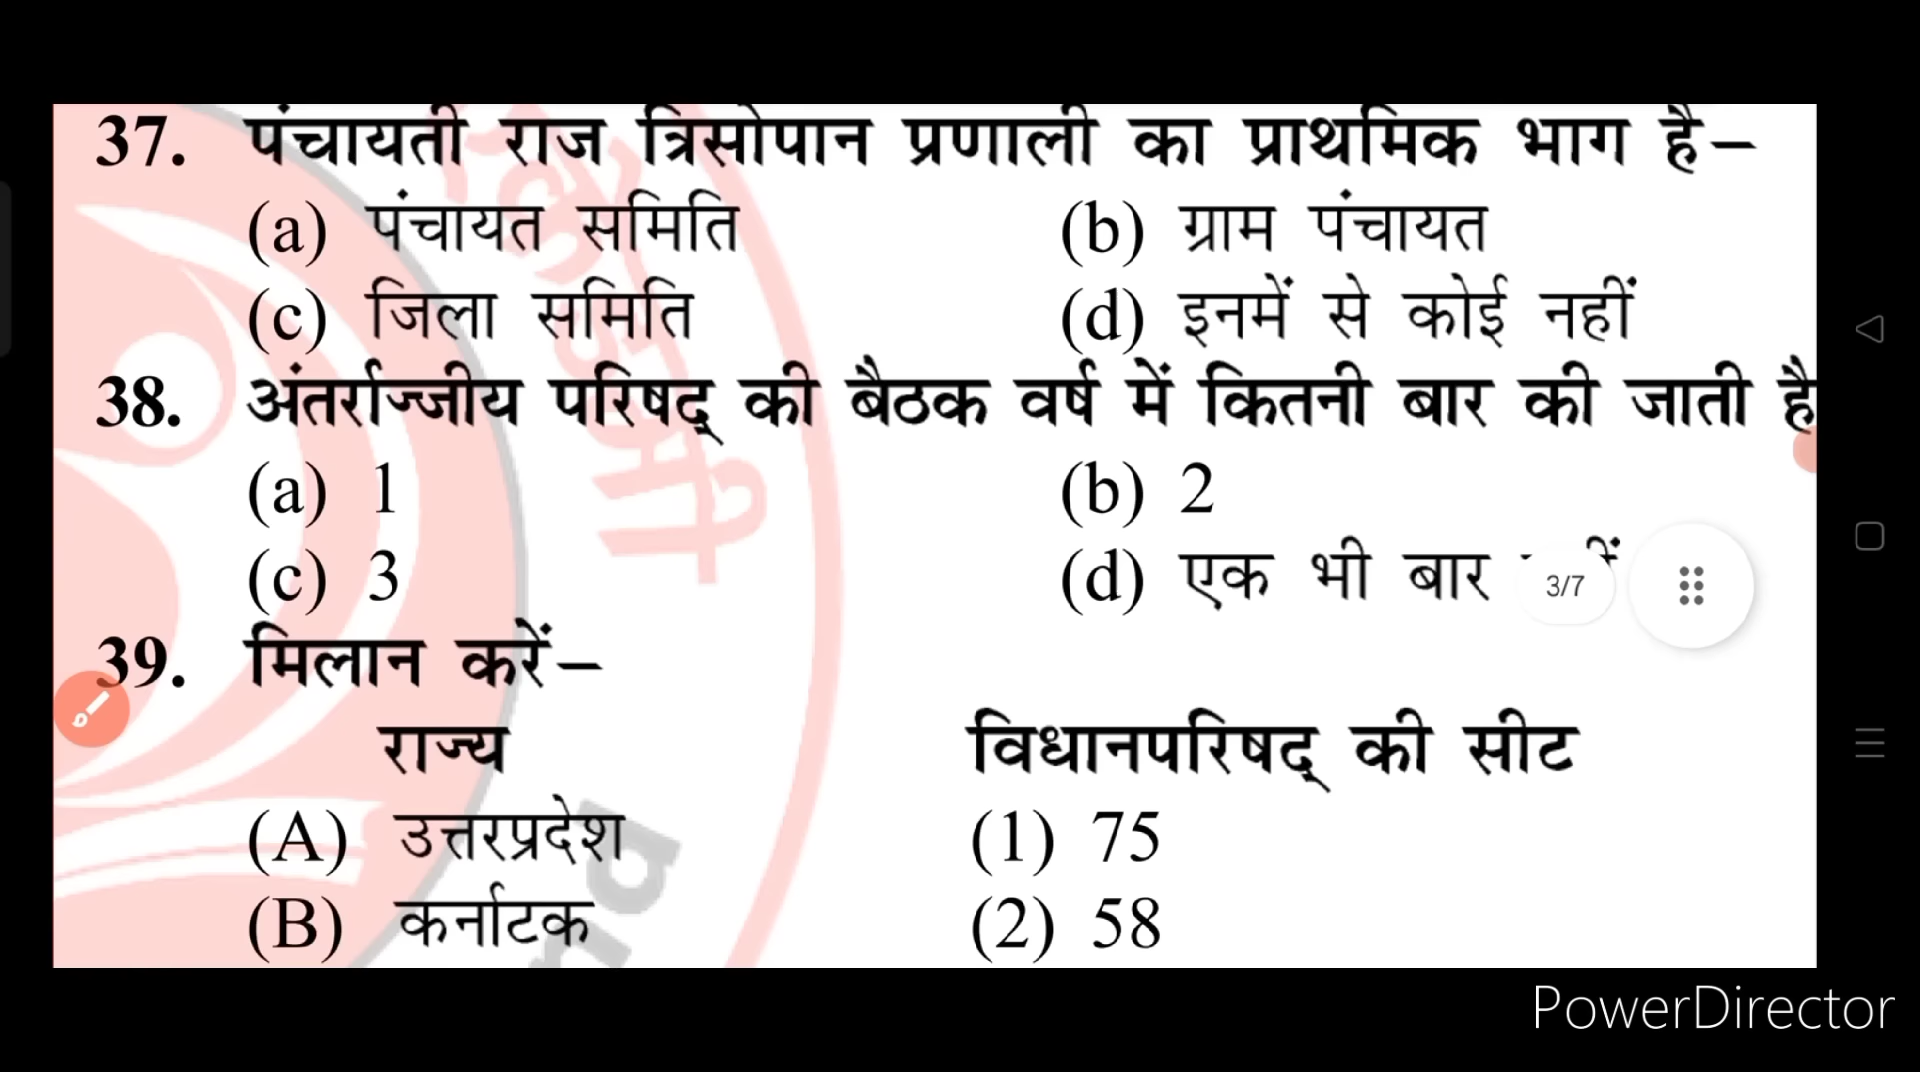 37. पंचायती राज त्रिसोपान प्रणाली का प्राथमिक भाग है–
(a) पंचायत समिति (b) ग्राम पंचायत
(c) जिला समिति (d) इनमें से कोई नहीं
38. अंतर्राज्जीय परिषद् की बैठक वर्ष में कितनी बार की जाती है
(a) 1 (b) 2
(c) 3 (d) एक भी बार
3/7
39. मिलान करें–
राज्य विधानपरिषद् की सीट
(A) उत्तरप्रदेश (1) 75
(B) कर्नाटक (2) 58
PowerDirector